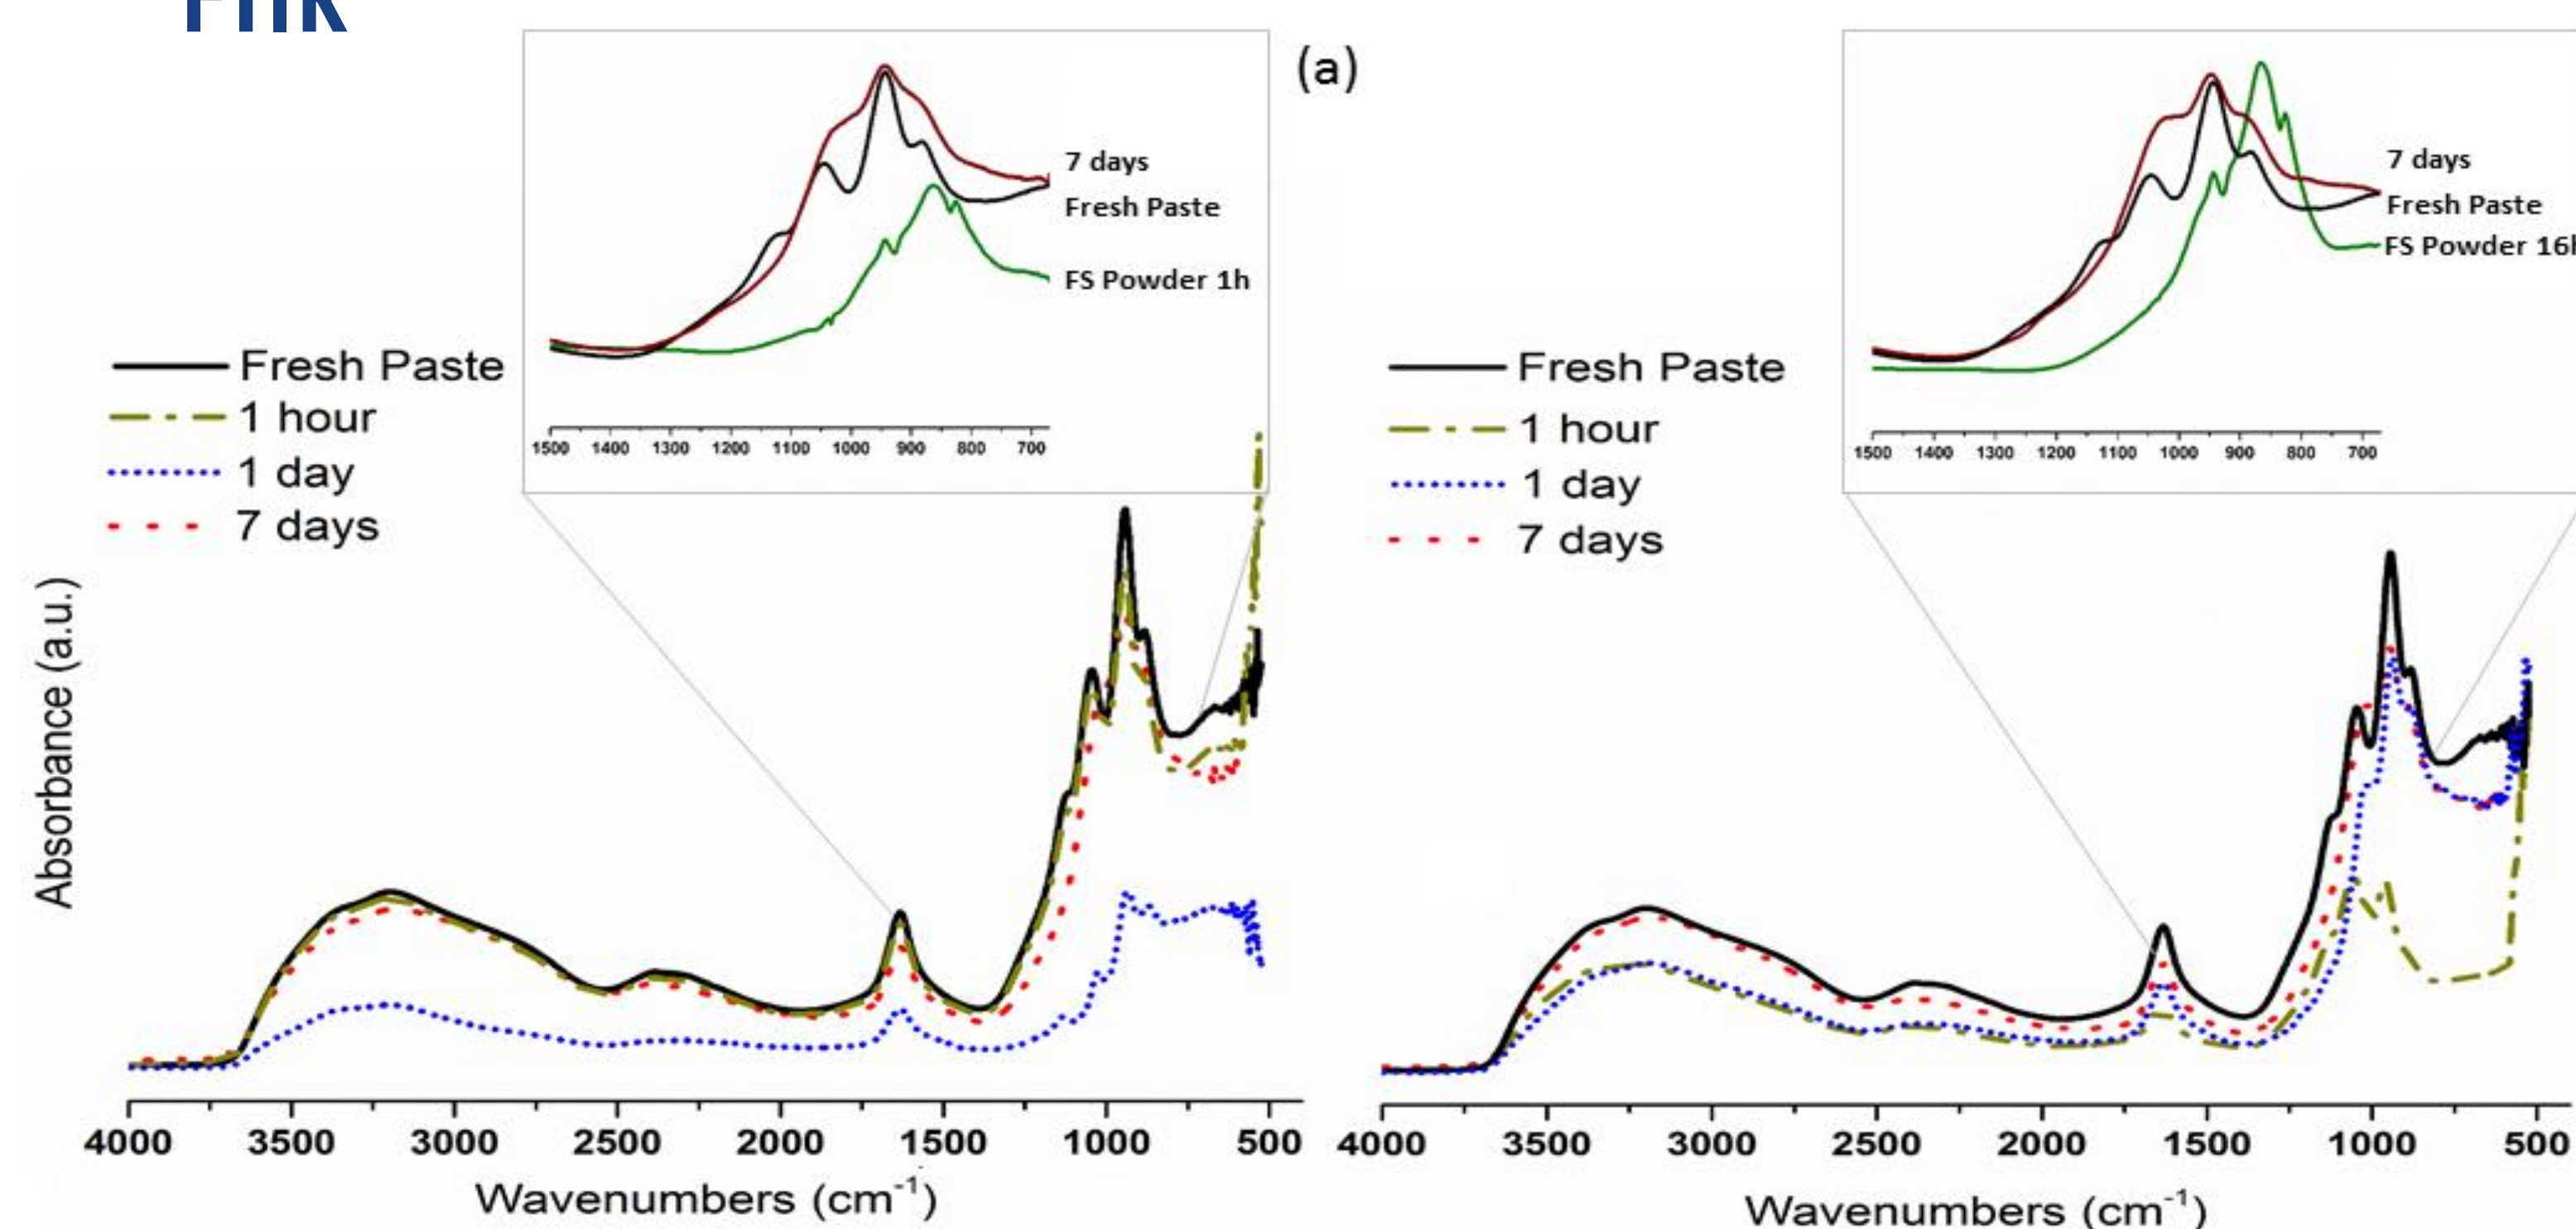 (a)
7 days
Fresh Paste
FS Powder 1h
1500 1400 1300 1200 1100 1000 900 800 700
Fresh Paste
1 hour
1 day
7 days
Absorbance (a.u.)
4000 3500 3000 2500 2000 1500 1000 500
Wavenumbers (cm⁻¹)
7 days
Fresh Paste
FS Powder 16h
1500 1400 1300 1200 1100 1000 900 800 700
Fresh Paste
1 hour
1 day
7 days
4000 3500 3000 2500 2000 1500 1000 500
Wavenumbers (cm⁻¹)